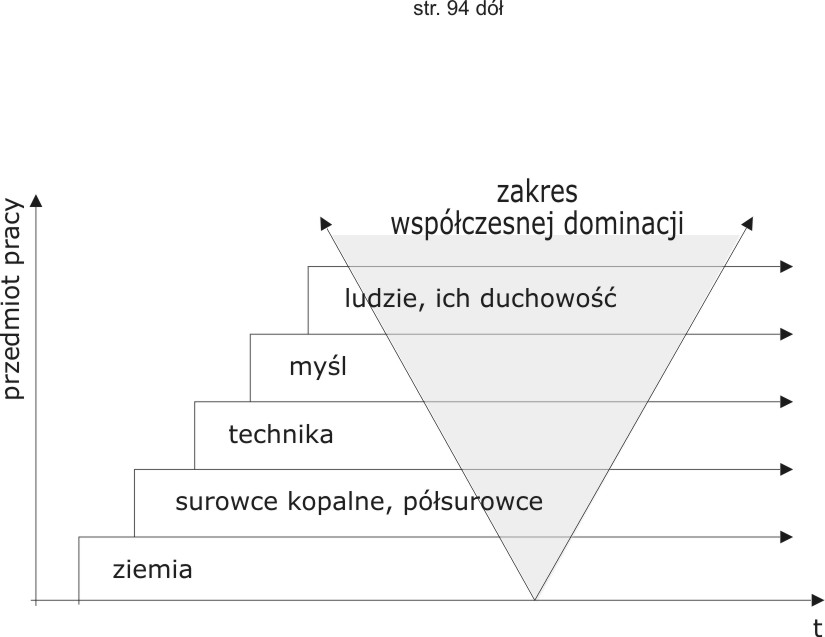 str. 94 dół
zakres
współczesnej dominacji
przedmiot pracy
ludzie, ich duchowość
myśl
technika
surowce kopalne, półsurowce
ziemia
t